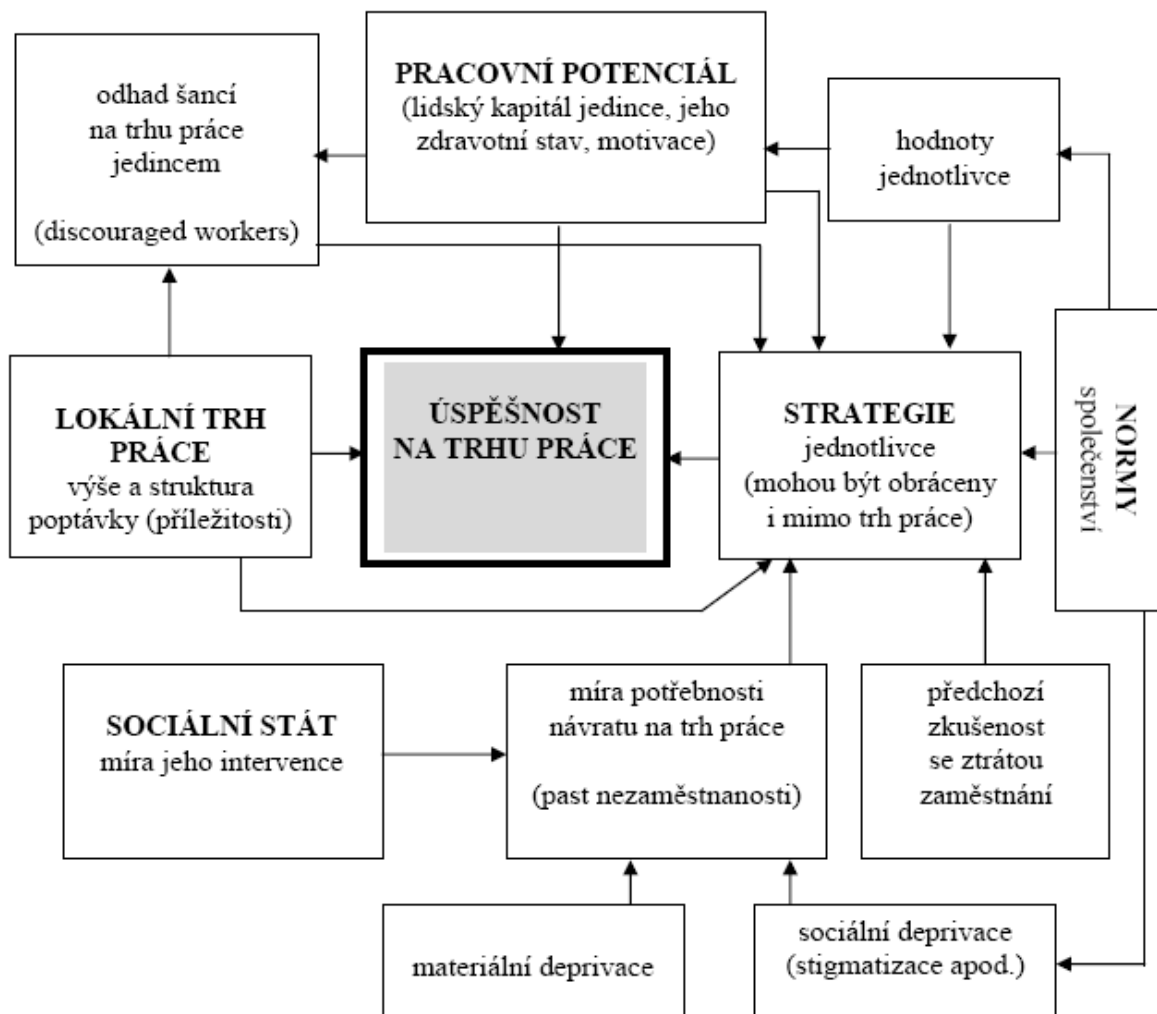 odhad šancí
na trhu práce
jedincem
(discouraged workers)
PRACOVNÍ POTENCIÁL
(lidský kapitál jedince, jeho
zdravotní stav, motivace)
hodnoty
jednotlivce
LOKÁLNÍ TRH
PRÁCE
výše a struktura
poptávky (příležitosti)
ÚSPĚŠNOST
NA TRHU PRÁCE
STRATEGIE
jednotlivce
(mohou být obráceny
i mimo trh práce)
NORMY
společenství
SOCIÁLNÍ STÁT
míra jeho intervence
míra potřebnosti
návratu na trh práce
(past nezaměstnanosti)
předchozí
zkušenost
se ztrátou
zaměstnání
materiální deprivace
sociální deprivace
(stigmatizace apod.)